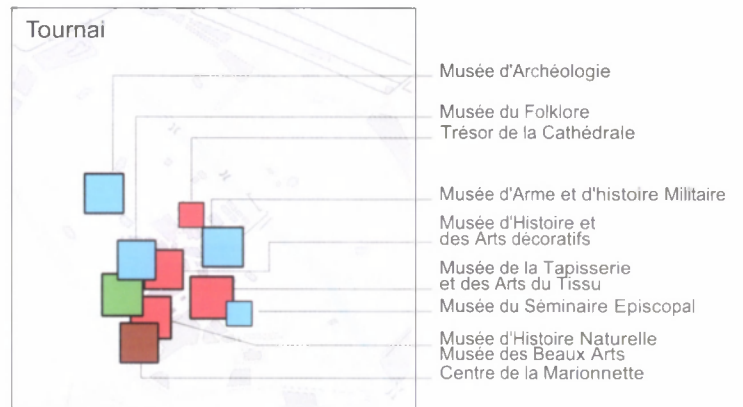 Tournai
Musée d'Archéologie
Musée du Folklore
Trésor de la Cathédrale
Musée d'Arme et d'histoire Militaire
Musée d'Histoire et
des Arts décoratifs
Musée de la Tapisserie
et des Arts du Tissu
Musée du Séminaire Episcopal
Musée d'Histoire Naturelle
Musée des Beaux Arts
Centre de la Marionnette